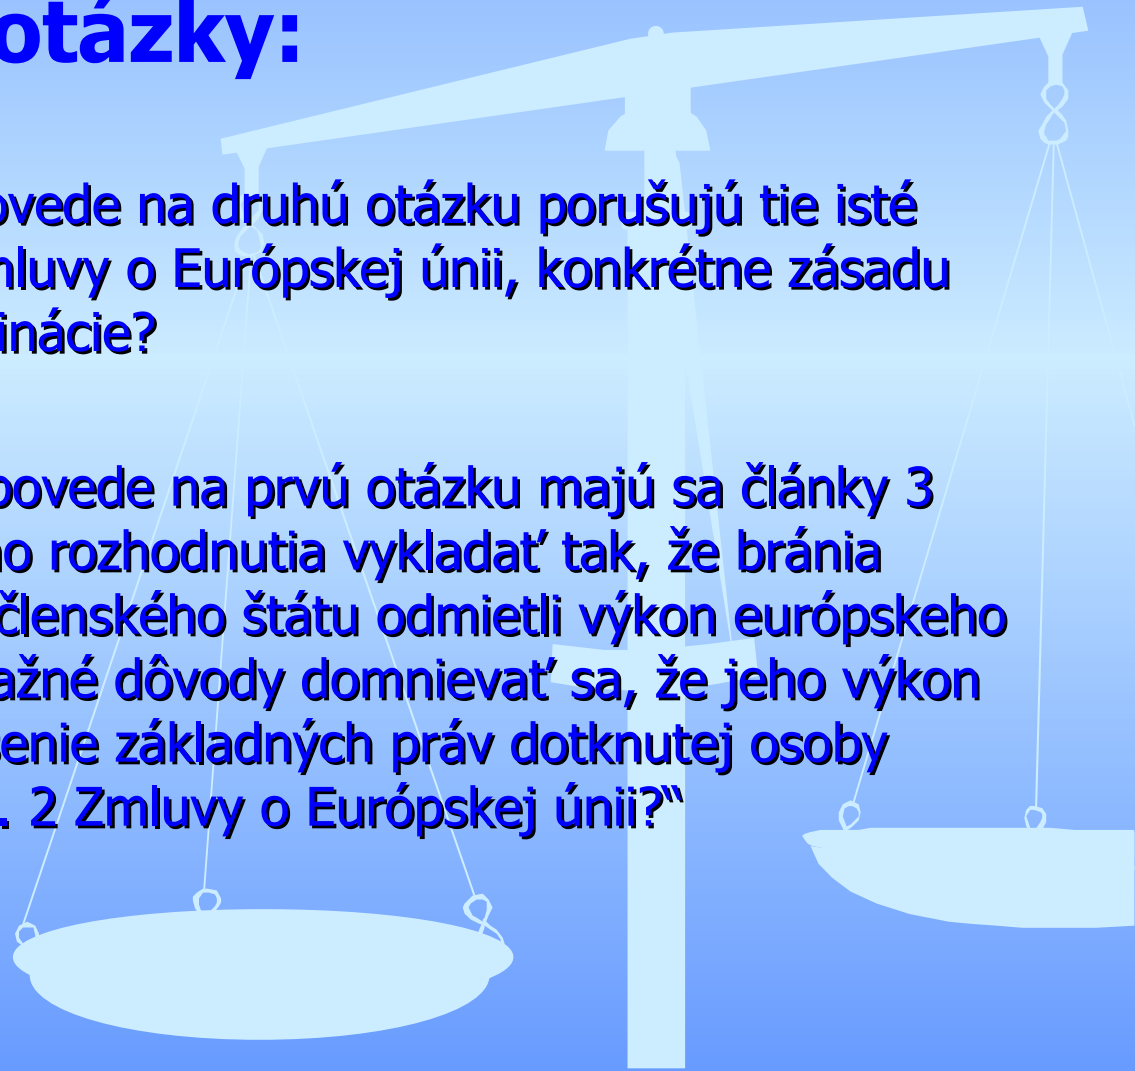 otázky:
ovede na druhú otázku porušujú tie isté
mluvy o Európskej únii, konkrétne zásadu
inácie?
povede na prvú otázku majú sa články 3
ho rozhodnutia vykladať tak, že bránia
členského štátu odmietli výkon európskeho
ažné dôvody domnievať sa, že jeho výkon
enie základných práv dotknutej osoby
. 2 Zmluvy o Európskej únii?“